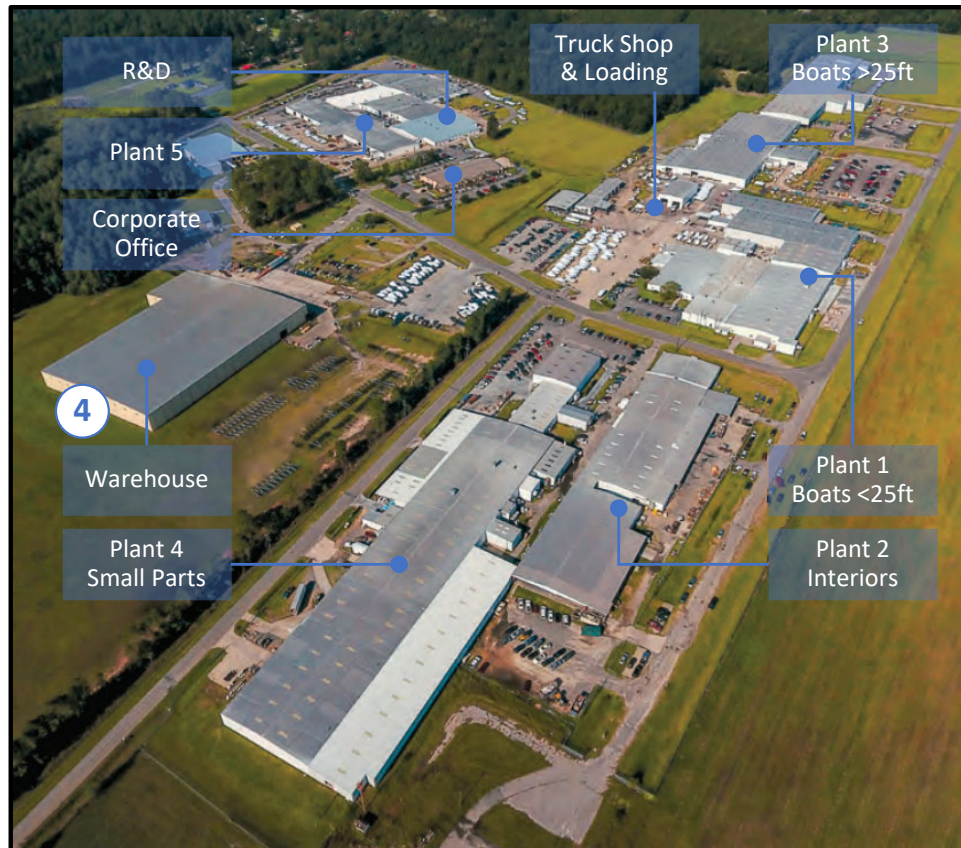 R&D
Truck Shop
& Loading
Plant 3
Boats >25ft
Plant 5
Corporate
Office
4
Warehouse
Plant 1
Boats <25ft
Plant 4
Small Parts
Plant 2
Interiors